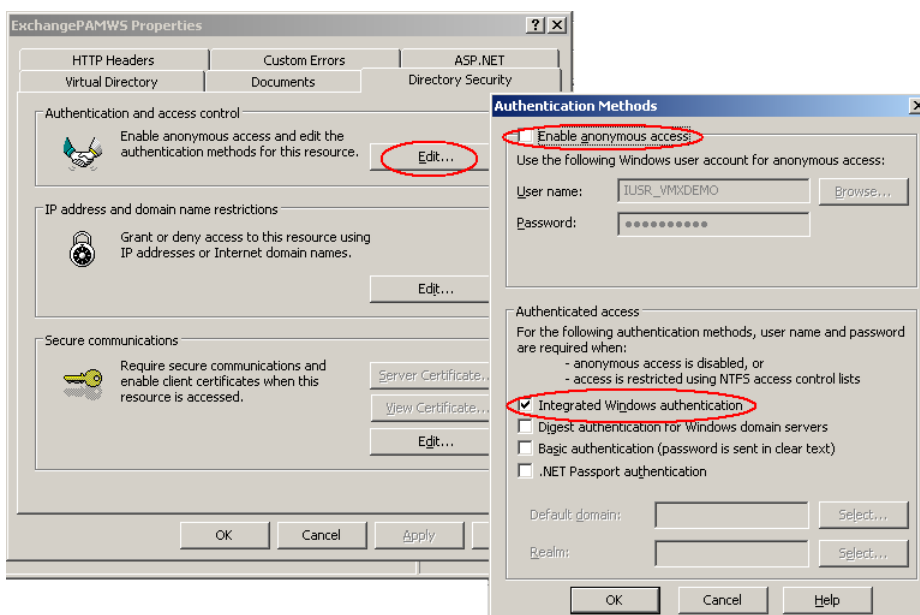 ExchangePAMWS Properties
HTTP Headers
Custom Errors
ASP.NET
Virtual Directory
Documents
Directory Security
Authentication and access control
Enable anonymous access and edit the
authentication methods for this resource.
Edit...
IP address and domain name restrictions
Grant or deny access to this resource using
IP addresses or Internet domain names.
Edit...
Secure communications
Require secure communications and
enable client certificates when this
resource is accessed.
Server Certificate..
View Certificate...
Edit...
OK
Cancel
Apply
Authentication Methods
Enable anonymous access
Use the following Windows user account for anonymous access:
User name:
IUSR_VMXDEMO
Browse...
Password:
Authenticated access
For the following authentication methods, user name and password
are required when:
- anonymous access is disabled, or
- access is restricted using NTFS access control lists
Integrated Windows authentication
Digest authentication for Windows domain servers
Basic authentication (password is sent in clear text)
.NET Passport authentication
Default domain:
Select...
Realm:
Select...
OK
Cancel
Help